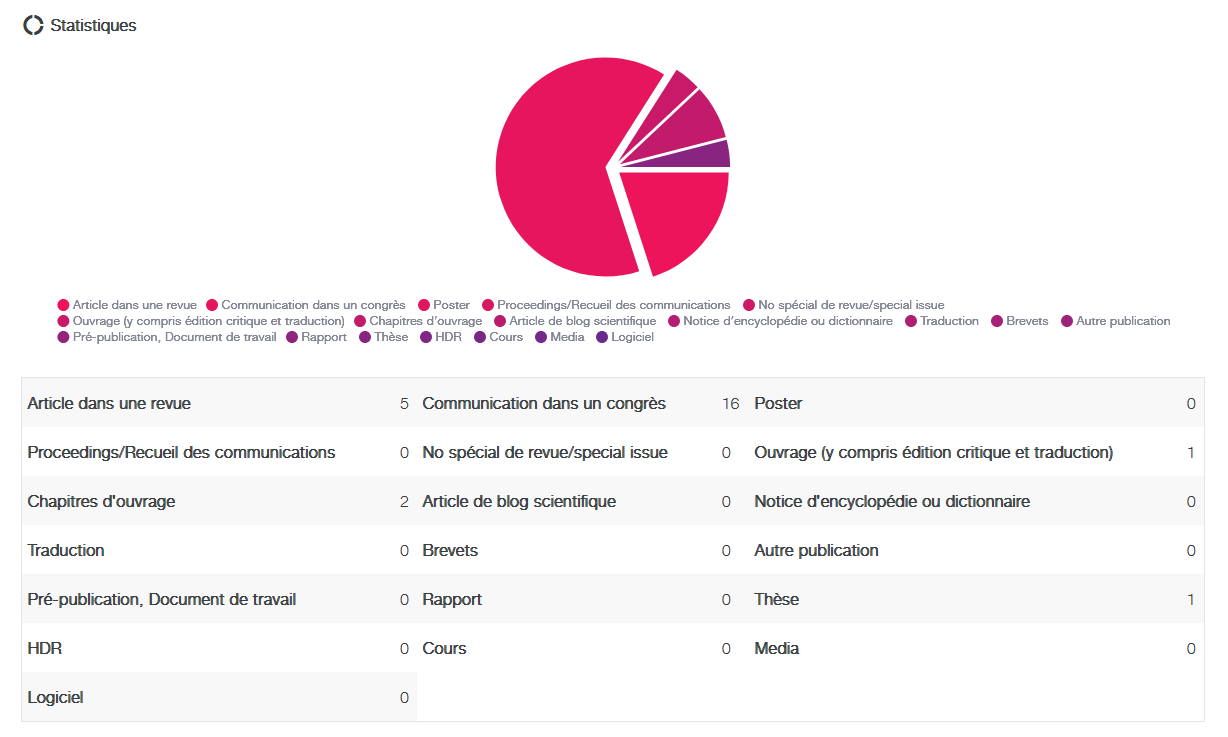 Statistiques
Article dans une revue Communication dans un congrès Poster Proceedings/Recueil des communications No spécial de revue/special issue
Ouvrage (y compris édition critique et traduction) Chapitres d'ouvrage Article de blog scientifique Notice d'encyclopédie ou dictionnaire Traduction Brevets Autre publication
Pré-publication, Document de travail Rapport Thèse HDR Cours Media Logiciel
Article dans une revue 5 Communication dans un congrès 16 Poster 0
Proceedings/Recueil des communications 0 No spécial de revue/special issue 0 Ouvrage (y compris édition critique et traduction) 1
Chapitres d'ouvrage 2 Article de blog scientifique 0 Notice d'encyclopédie ou dictionnaire 0
Traduction 0 Brevets 0 Autre publication 0
Pré-publication, Document de travail 0 Rapport 0 Thèse 1
HDR 0 Cours 0 Media 0
Logiciel 0